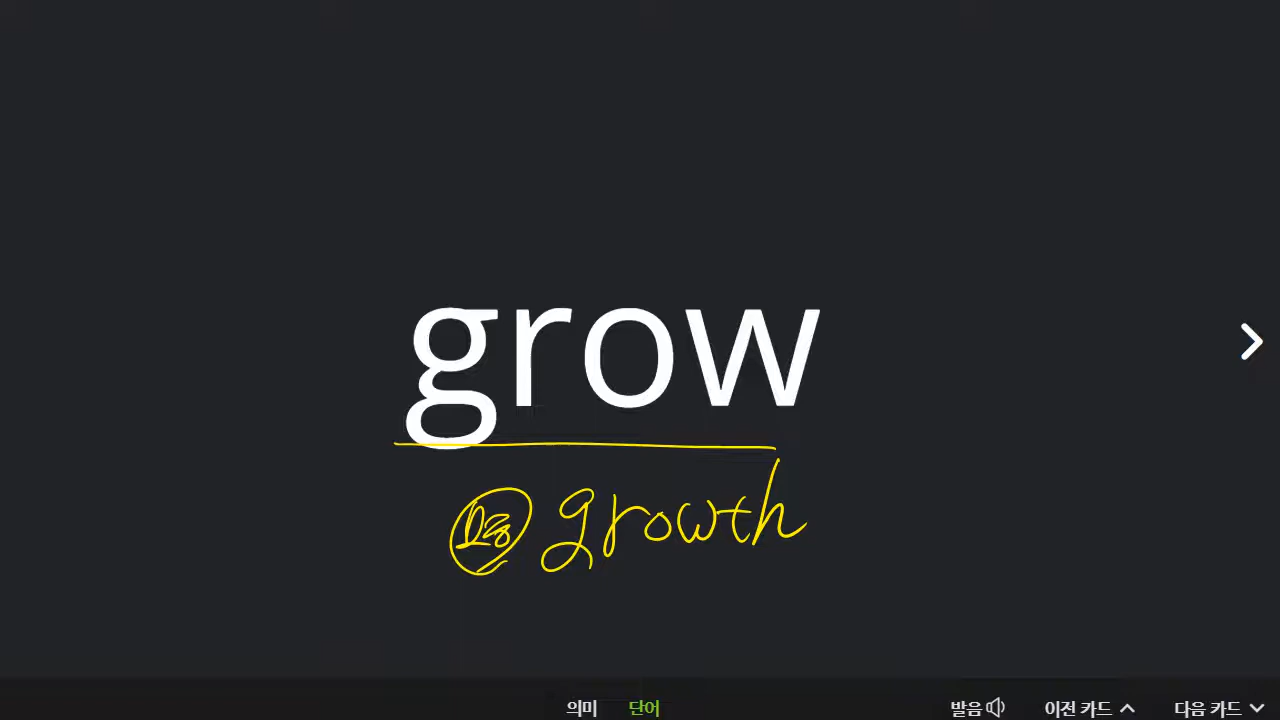 grow
growth
의미 단어 발음 이전 카드 다음 카드